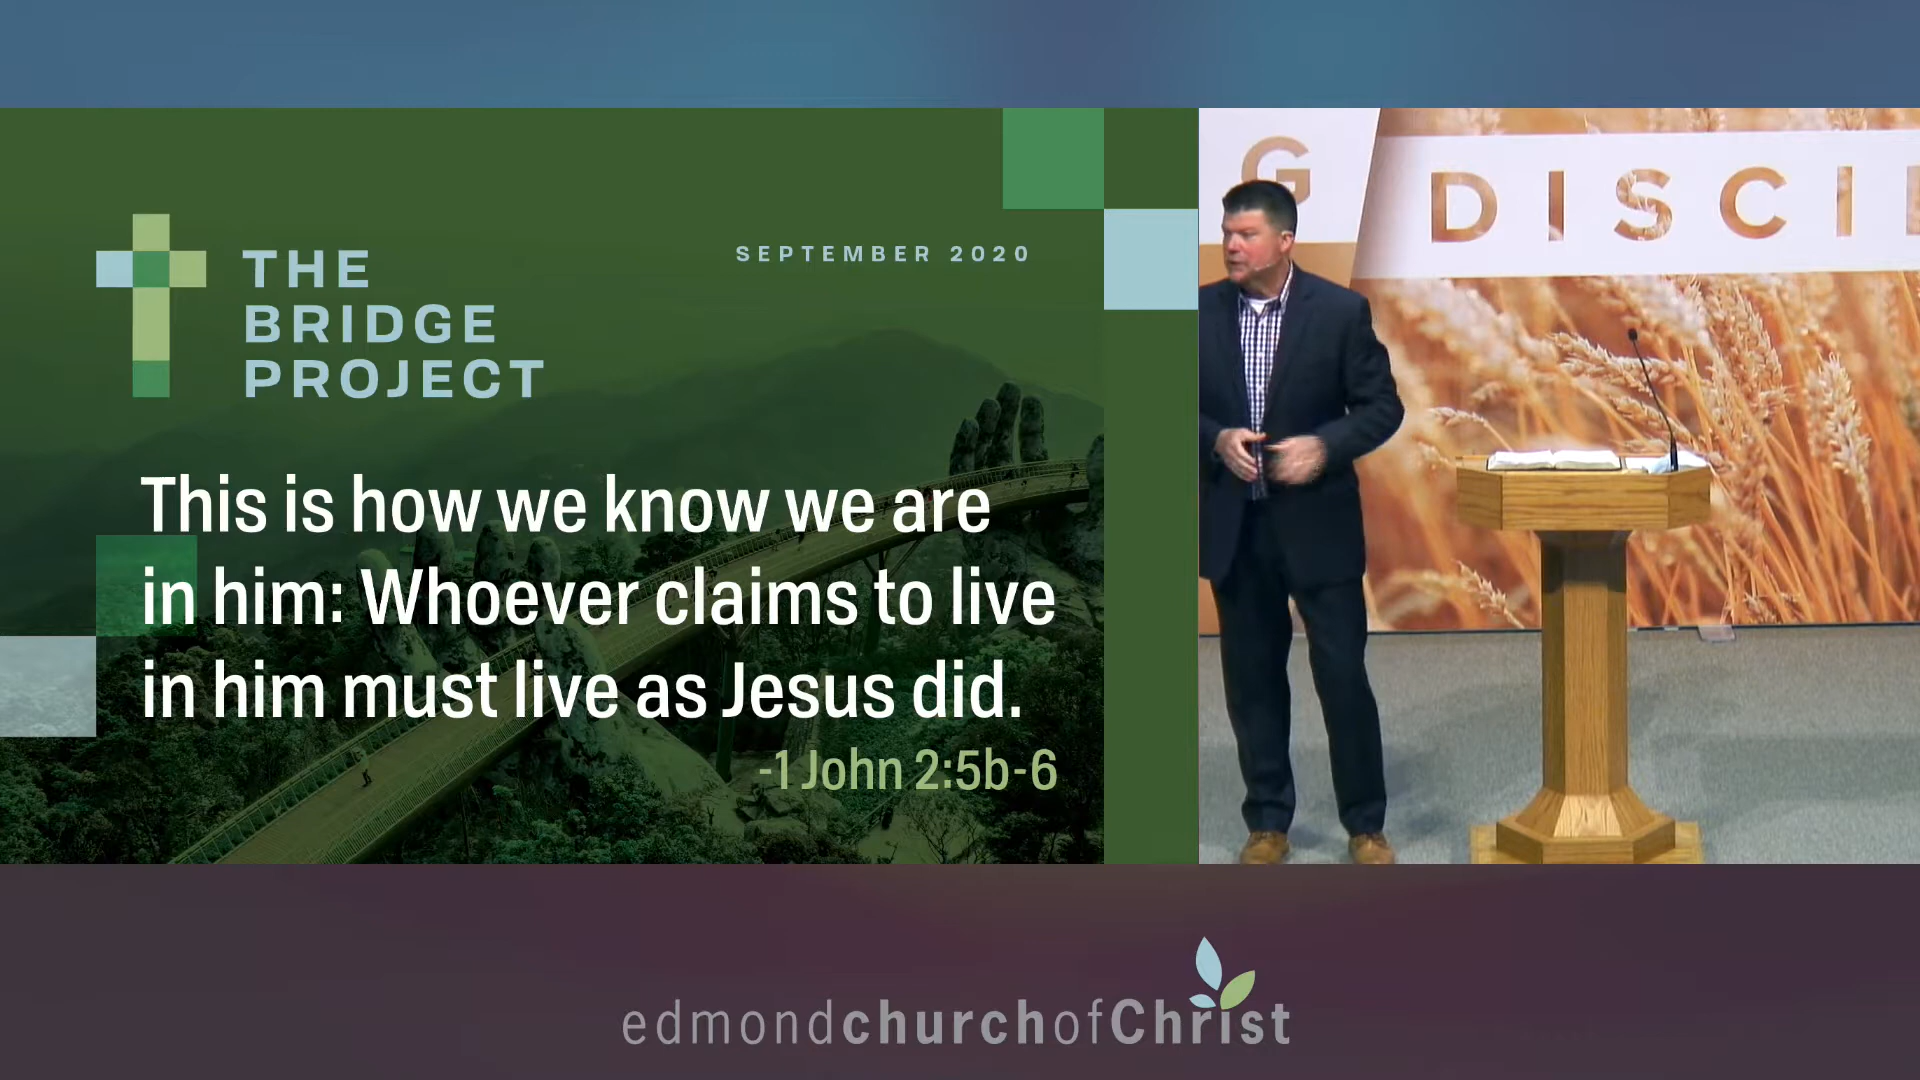 THE
BRIDGE
PROJECT
SEPTEMBER 2020
This is how we know we are
in him: Whoever claims to live
in him must live as Jesus did.
-1 John 2:5b-6
G
DISCI
edmondchurchofChrist